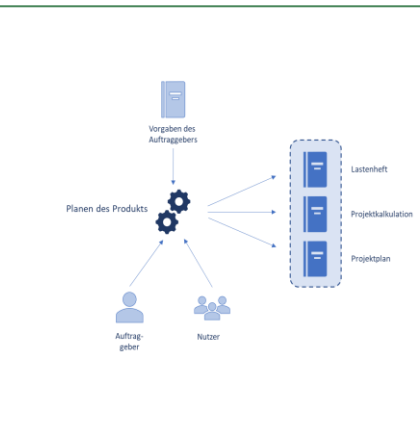 Vorgaben des
Auftraggebers
Lastenheft
Planen des Produkts
Projektkalkulation
Projektplan
Auftrag-
geber
Nutzer